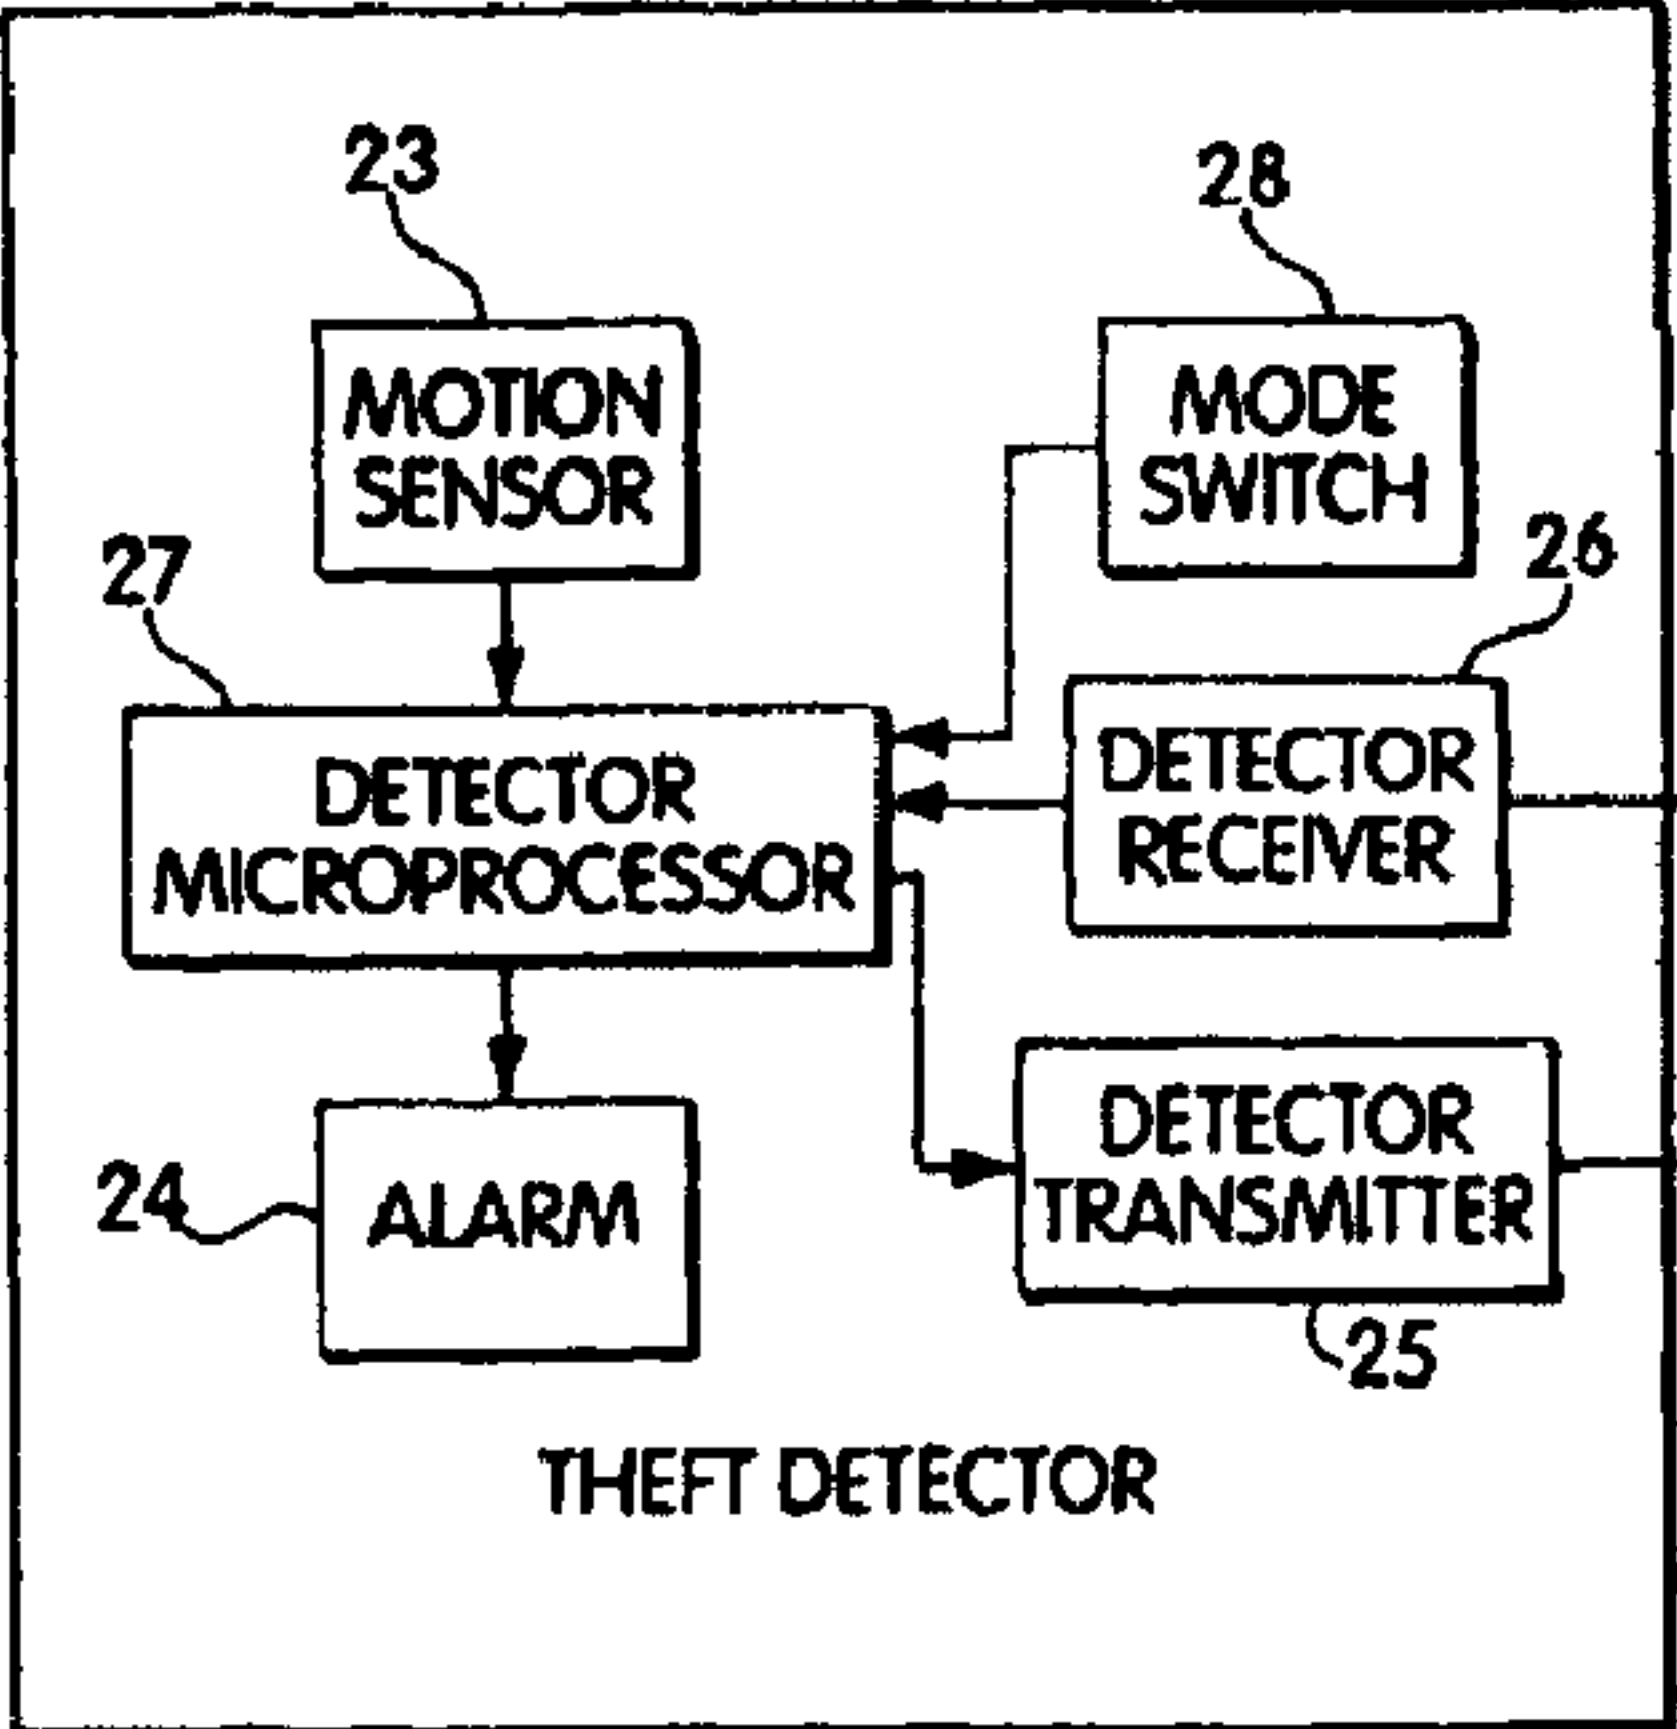 23
28
MOTION
SENSOR
MODE
SWITCH
27
26
DETECTOR
MICROPROCESSOR
DETECTOR
RECEIVER
24
ALARM
DETECTOR
TRANSMITTER
25
THEFT DETECTOR